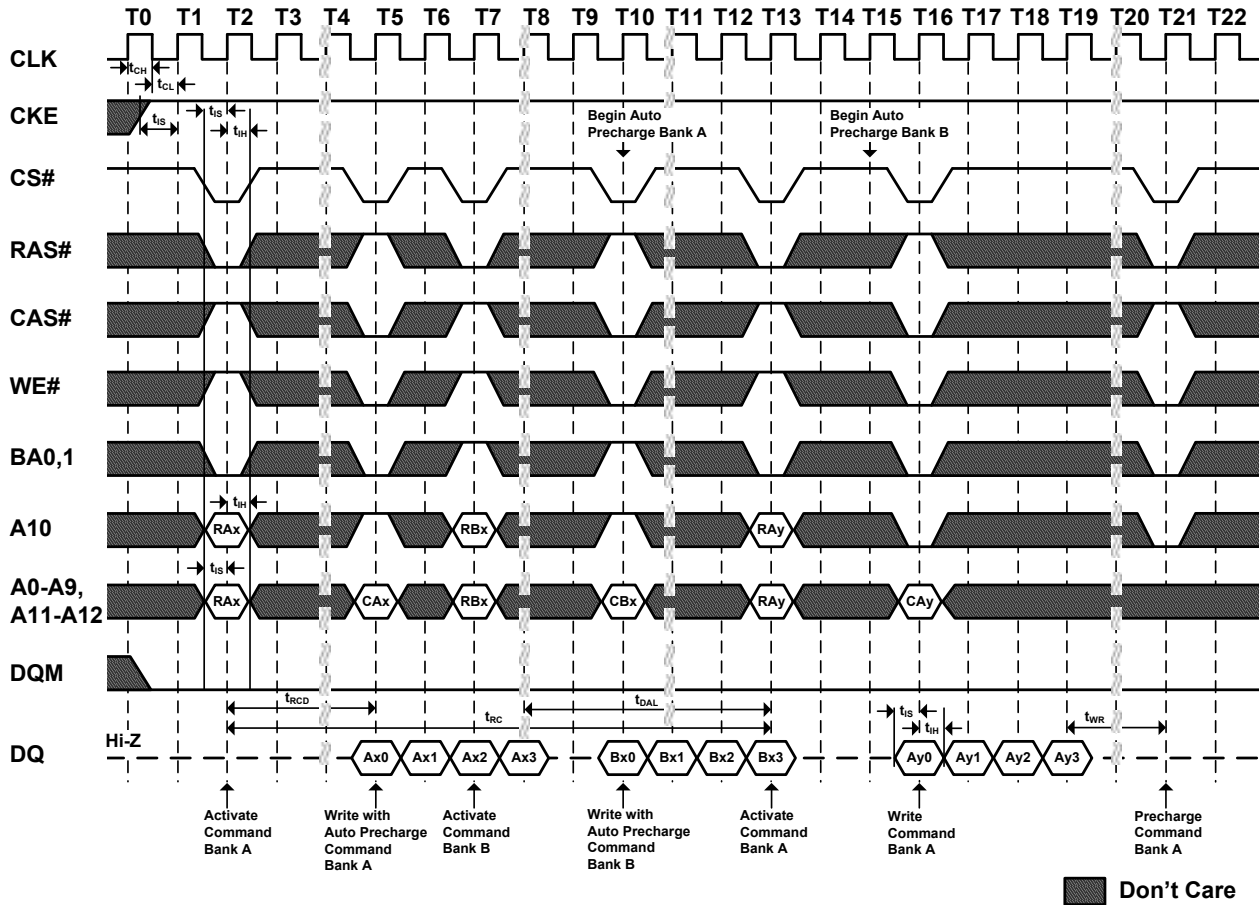 T0 T1 T2 T3 T4 T5 T6 T7 T8 T9 T10 T11 T12 T13 T14 T15 T16 T17 T18 T19 T20 T21 T22
CLK
tCH
tCL
CKE
tIS
tIS
tIH
Begin Auto
Precharge Bank A
Begin Auto
Precharge Bank B
CS#
RAS#
CAS#
WE#
BA0,1
tIH
A10
RAx RBx RAy
tIS
A0-A9,
A11-A12
RAx CAx RBx CBx RAy CAy
DQM
tRCD
tRC
tDAL
tIS
tIH
tWR
DQ
Hi-Z
Ax0 Ax1 Ax2 Ax3 Bx0 Bx1 Bx2 Bx3 Ay0 Ay1 Ay2 Ay3
Activate
Command
Bank A
Write with
Auto Precharge
Command
Bank A
Activate
Command
Bank B
Write with
Auto Precharge
Command
Bank B
Activate
Command
Bank A
Write
Command
Bank A
Precharge
Command
Bank A
Don't Care